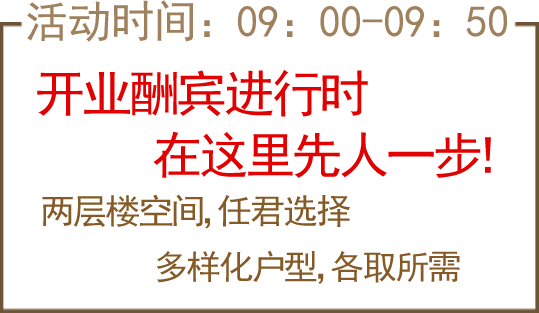 活动时间：09：00-09：50
开业酬宾进行时
在这里先人一步!
两层楼空间,任君选择
多样化户型,各取所需